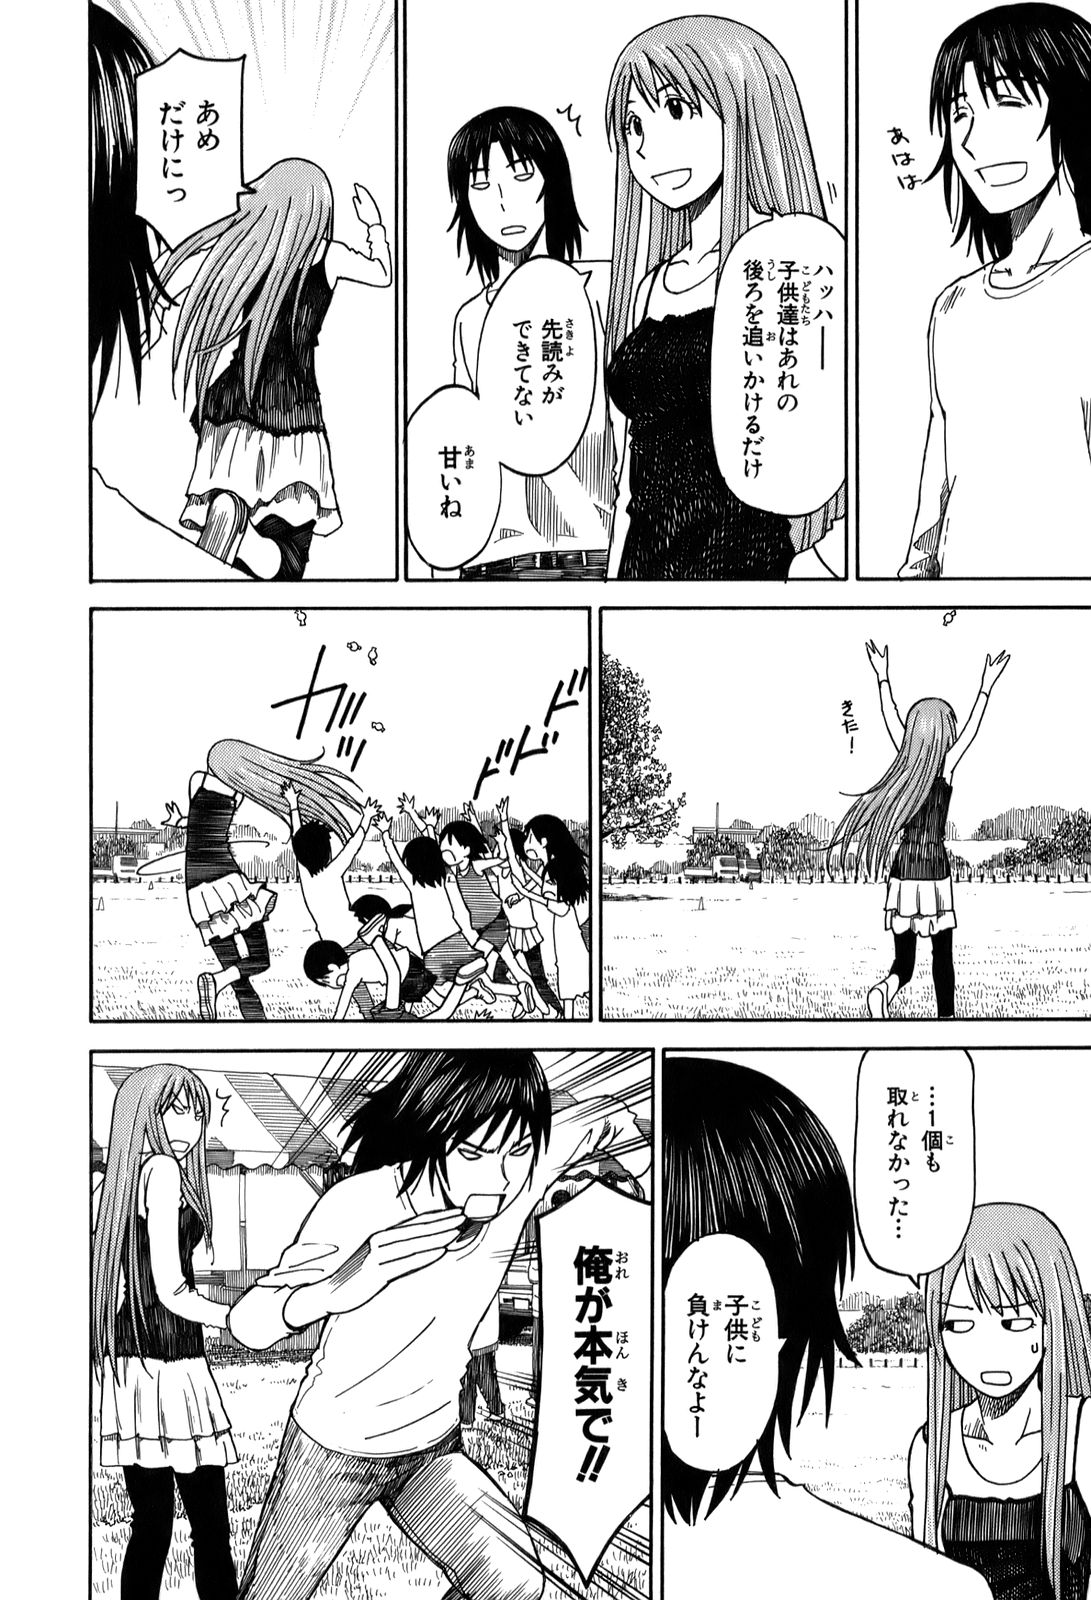 あはは
ハッハー
子供達はあれの
後ろを追いかけるだけ
先読みが
できてない
甘いね
あめ
だけにっ
きた！
ドドド
ガッ
…1個も
取れなかった…
子供に
負けんなよー
俺が本気で!!